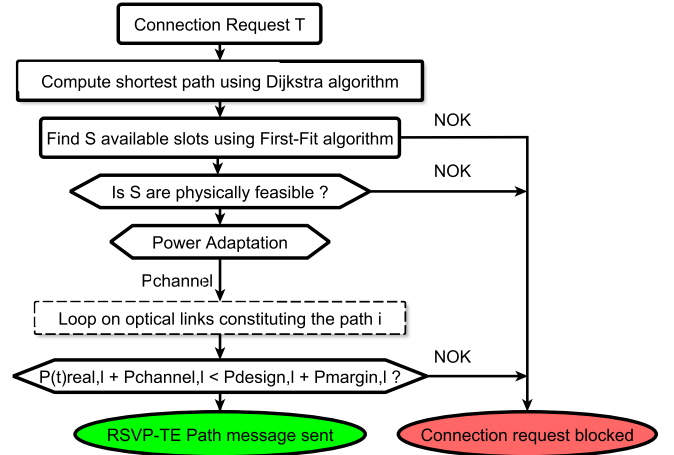 Connection Request T
Compute shortest path using Dijkstra algorithm
Find S available slots using First-Fit algorithm
NOK
Is S are physically feasible ?
NOK
Power Adaptation
Pchannel
Loop on optical links constituting the path i
P(t)real,l + Pchannel,l < Pdesign,l + Pmargin,l ?
NOK
RSVP-TE Path message sent
Connection request blocked